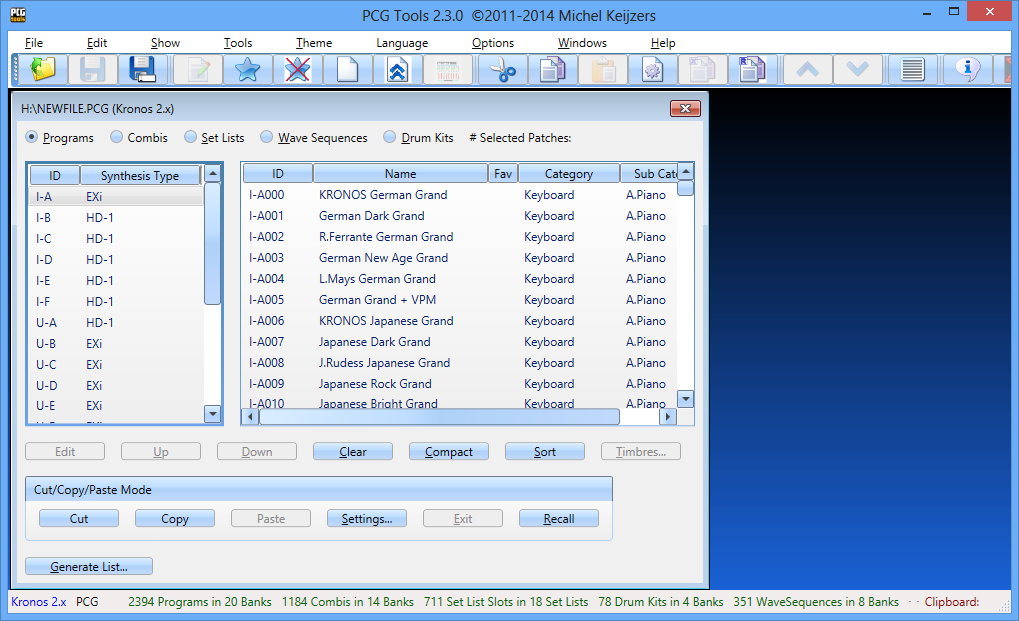 PCG Tools 2.3.0 ©2011-2014 Michel Keijzers
File Edit Show Tools Theme Language Options Windows Help
H:\NEWFILE.PCG (Kronos 2.x)
Programs Combis Set Lists Wave Sequences Drum Kits # Selected Patches:
ID Synthesis Type
I-A EXi
I-B HD-1
I-C HD-1
I-D HD-1
I-E HD-1
I-F HD-1
U-A HD-1
U-B EXi
U-C EXi
U-D EXi
U-E EXi
ID Name Fav Category Sub Cat
I-A000 KRONOS German Grand Keyboard A.Piano
I-A001 German Dark Grand Keyboard A.Piano
I-A002 R.Ferrante German Grand Keyboard A.Piano
I-A003 German New Age Grand Keyboard A.Piano
I-A004 L.Mays German Grand Keyboard A.Piano
I-A005 German Grand + VPM Keyboard A.Piano
I-A006 KRONOS Japanese Grand Keyboard A.Piano
I-A007 Japanese Dark Grand Keyboard A.Piano
I-A008 J.Rudess Japanese Grand Keyboard A.Piano
I-A009 Japanese Rock Grand Keyboard A.Piano
I-A010 Japanese Bright Grand Keyboard A.Piano
Edit Up Down Clear Compact Sort Timbres...
Cut/Copy/Paste Mode
Cut Copy Paste Settings... Exit Recall
Generate List...
Kronos 2.x PCG 2394 Programs in 20 Banks 1184 Combis in 14 Banks 711 Set List Slots in 18 Set Lists 78 Drum Kits in 4 Banks 351 WaveSequences in 8 Banks - - Clipboard: